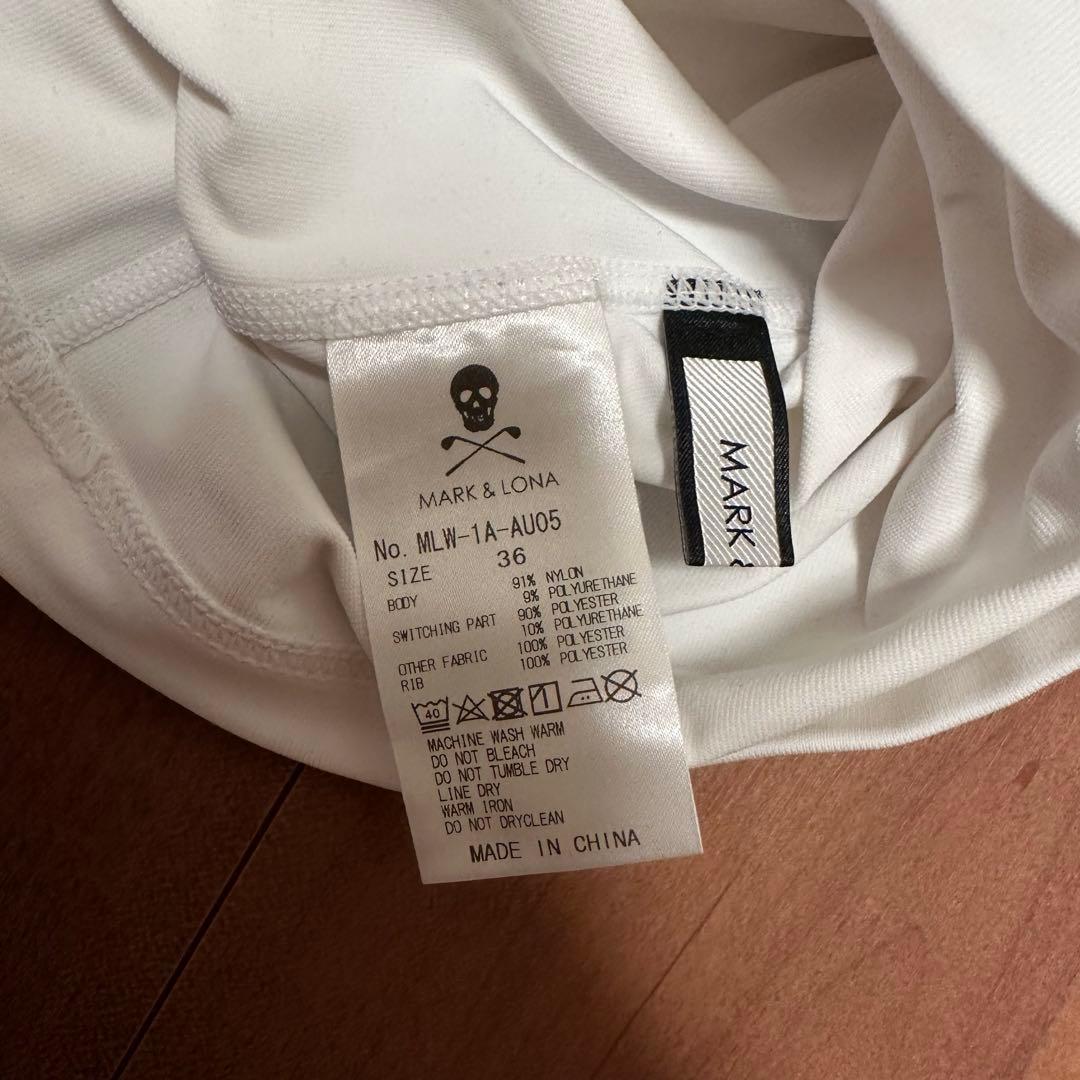 MARK & LONA
No. MLW-1A-AU05
SIZE 36
BODY 91% NYLON
9% POLYURETHANE
SWITCHING PART 90% POLYESTER
10% POLYURETHANE
OTHER FABRIC 100% POLYESTER
RIB 100% POLYESTER
40
MACHINE WASH WARM
DO NOT BLEACH
DO NOT TUMBLE DRY
LINE DRY
WARM IRON
DO NOT DRYCLEAN
MADE IN CHINA
MARK &